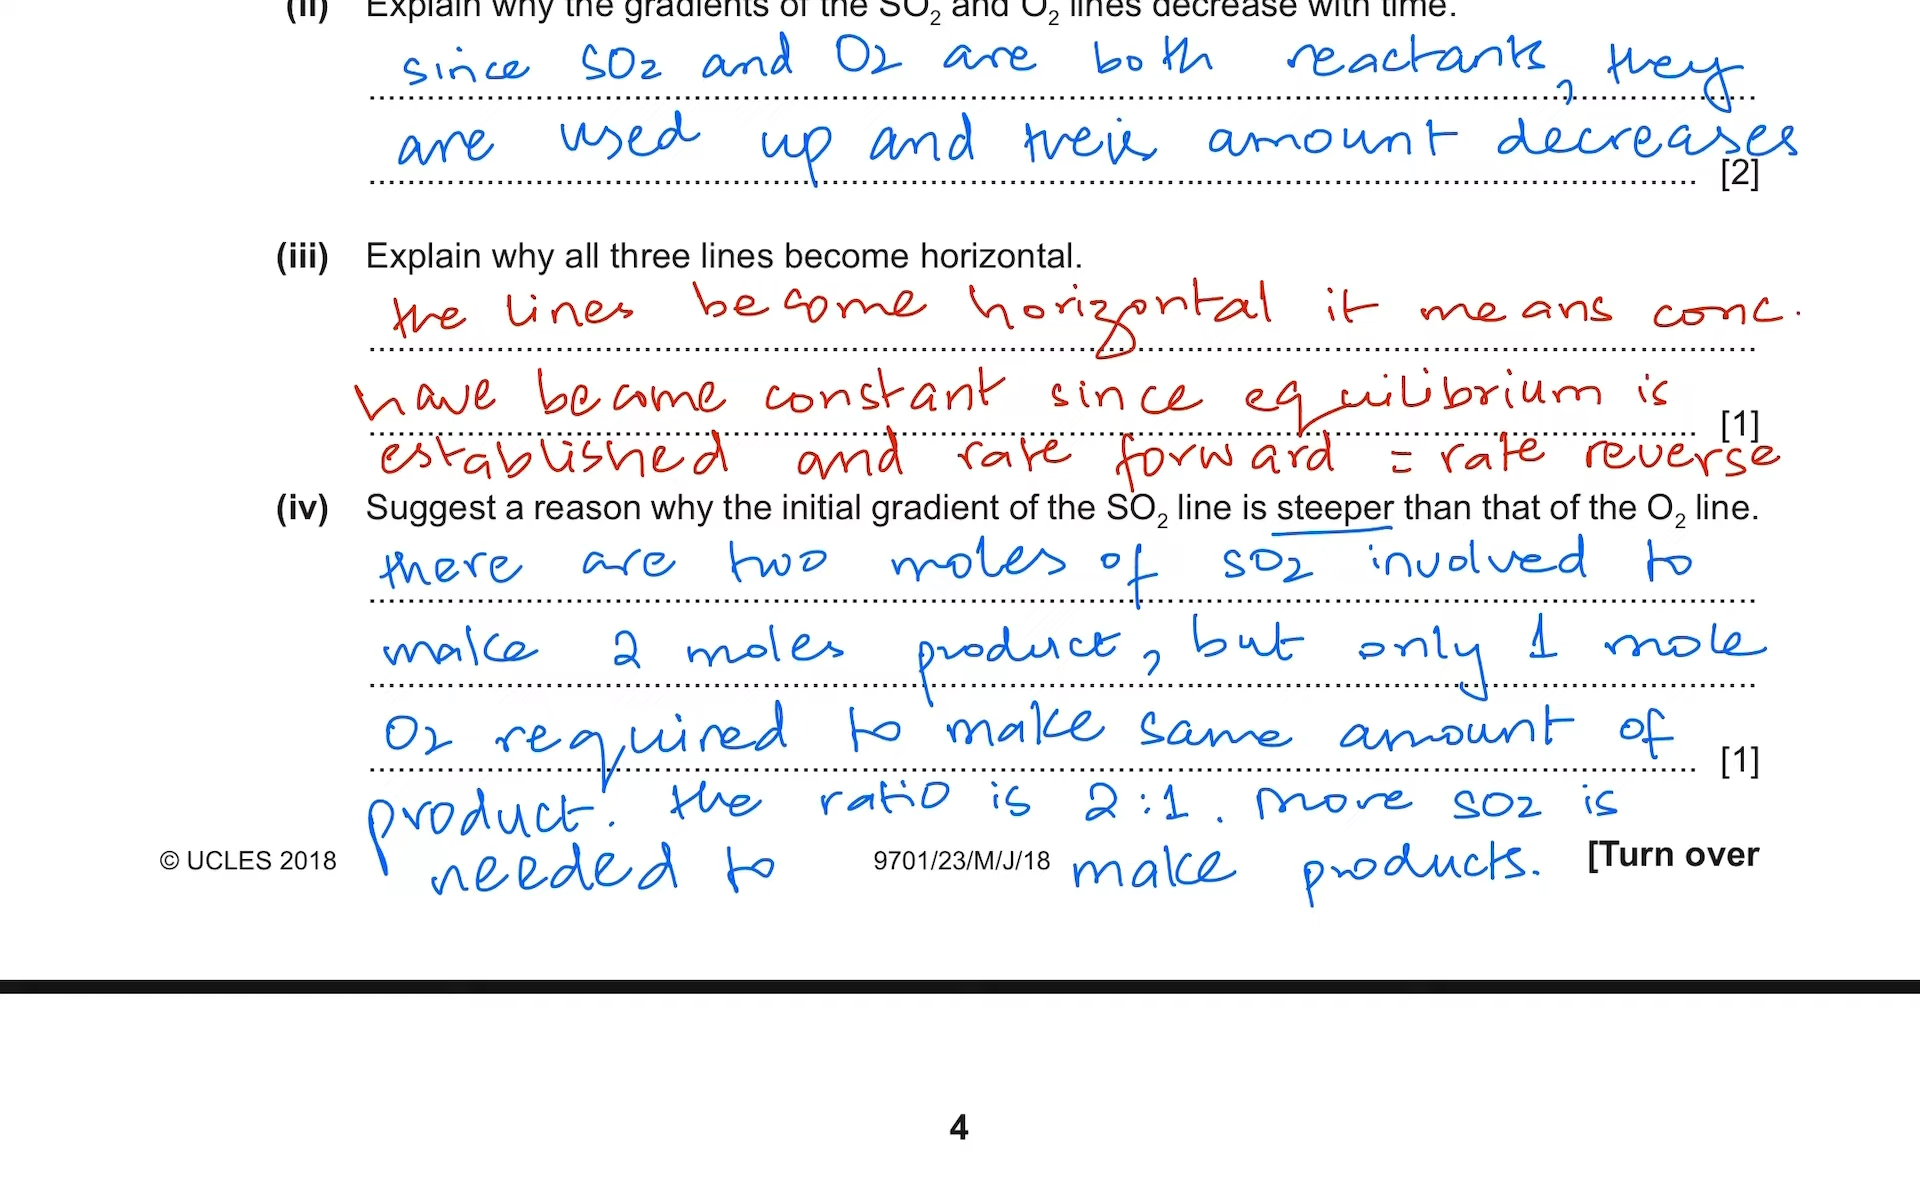 (ii) Explain why the gradients of the SO₂ and O₂ lines decrease with time.
since SO2 and O2 are both reactants, they
are used up and their amount decreases
[2]
(iii) Explain why all three lines become horizontal.
the lines become horizontal it means conc.
have become constant since equilibrium is
[1]
established and rate forward = rate reverse
(iv) Suggest a reason why the initial gradient of the SO₂ line is steeper than that of the O₂ line.
there are two moles of SO2 involved to
make 2 moles product, but only 1 mole
O2 required to make same amount of
[1]
product. the ratio is 2:1. more SO2 is
needed to make products.
© UCLES 2018 9701/23/M/J/18 [Turn over
4